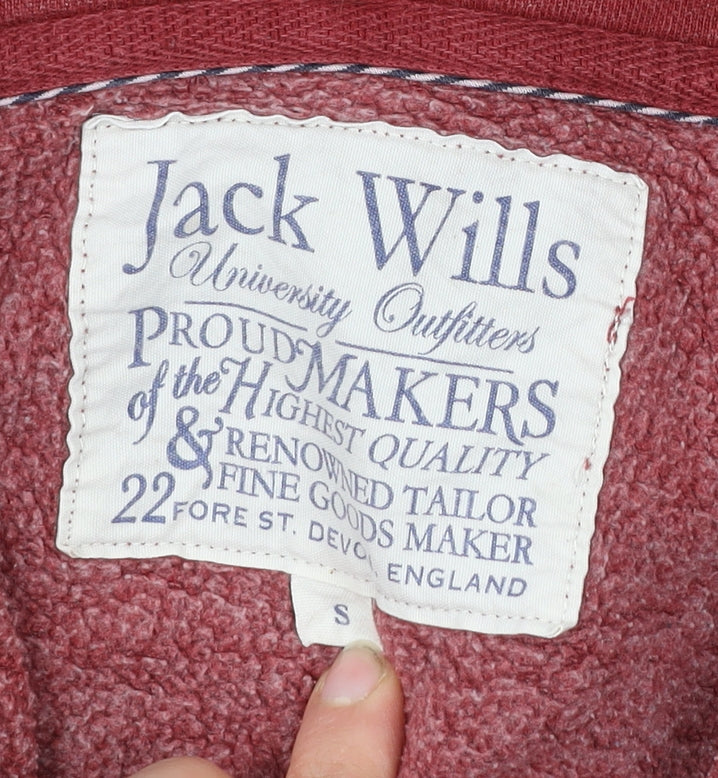 Jack Wills
University Outfitters
PROUD MAKERS
of the HIGHEST QUALITY
& RENOWNED TAILOR
FINE GOODS MAKER
22 FORE ST. DEVON, ENGLAND
S